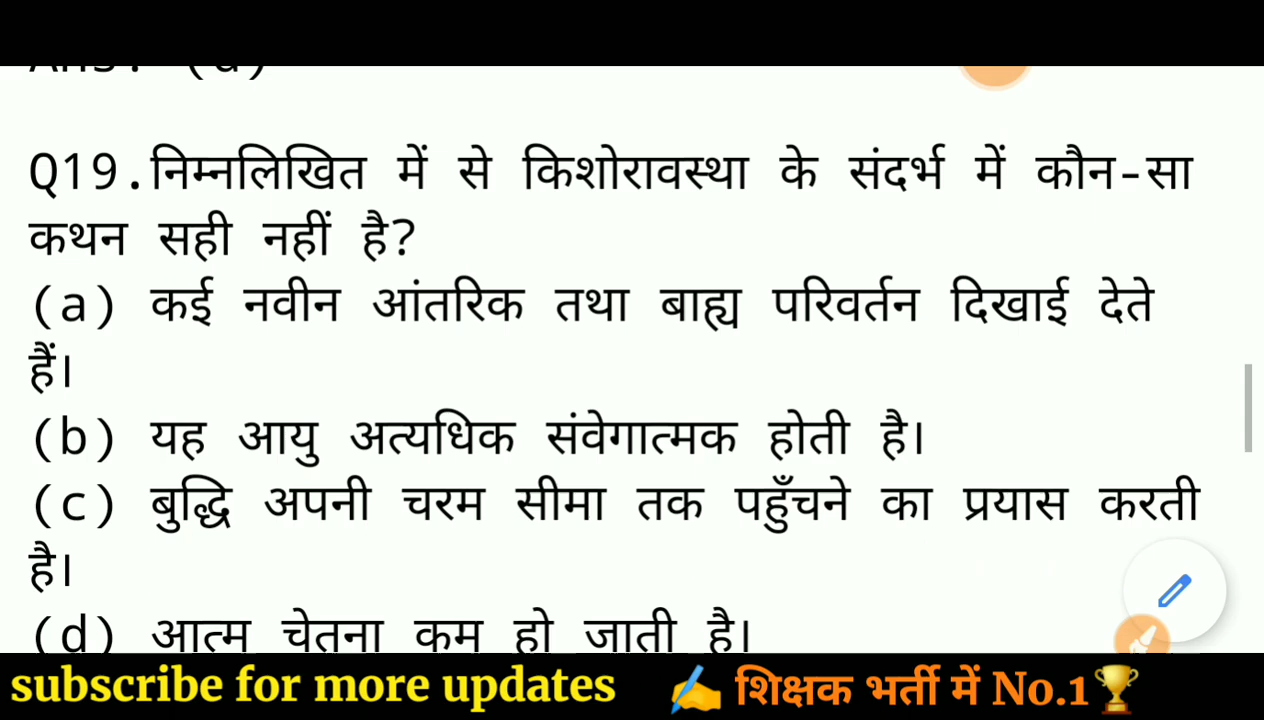 Q19.निम्नलिखित में से किशोरावस्था के संदर्भ में कौन-सा
कथन सही नहीं है?
(a) कई नवीन आंतरिक तथा बाह्य परिवर्तन दिखाई देते
हैं।
(b) यह आयु अत्यधिक संवेगात्मक होती है।
(c) बुद्धि अपनी चरम सीमा तक पहुँचने का प्रयास करती
है।
(d) आत्म चेतना कम हो जाती है।
subscribe for more updates ✍️ शिक्षक भर्ती में No.1🏆